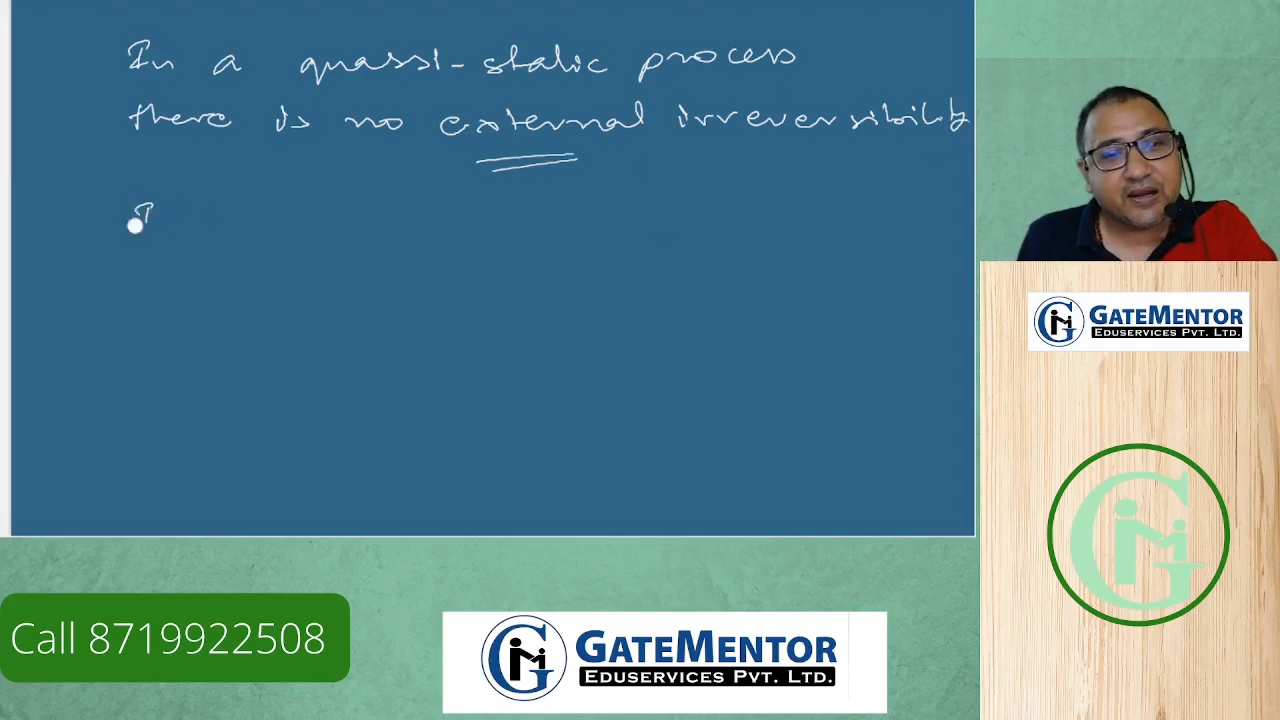 In a quassi-static process
there is no external irreversibility
GATEMENTOR
EDUSERVICES PVT. LTD.
Call 8719922508
GATEMENTOR
EDUSERVICES PVT. LTD.